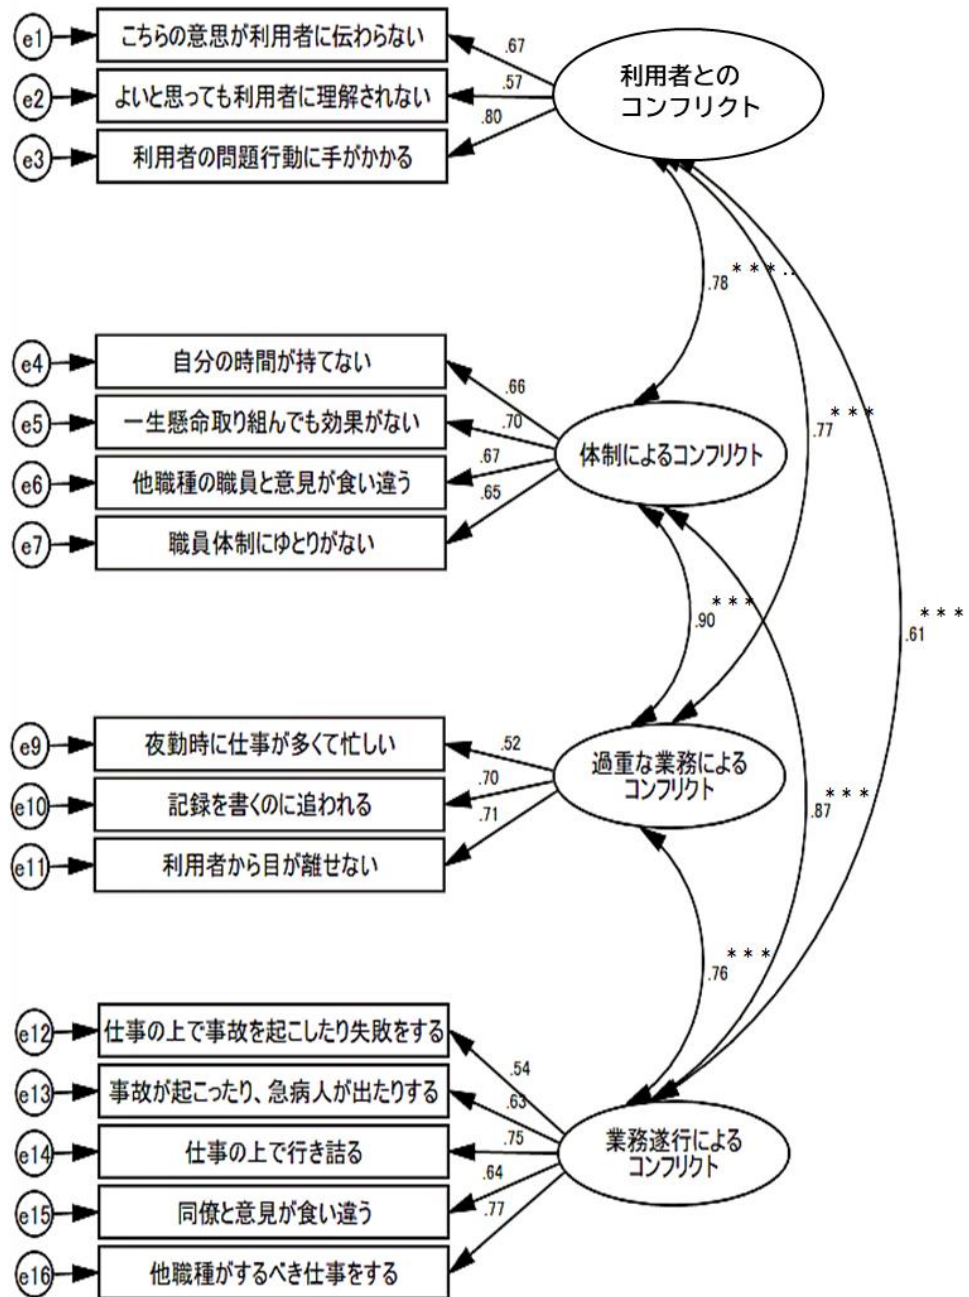 e1
こちらの意思が利用者に伝わらない
.67
e2
よいと思っても利用者に理解されない
.57
e3
利用者の問題行動に手がかかる
.80
利用者との
コンフリクト
.78***..
.77***
.61***
e4
自分の時間が持てない
.66
e5
一生懸命取り組んでも効果がない
.70
e6
他職種の職員と意見が食い違う
.67
e7
職員体制にゆとりがない
.65
体制によるコンフリクト
.90***
.87***
e9
夜勤時に仕事が多くて忙しい
.52
e10
記録を書くのに追われる
.70
e11
利用者から目が離せない
.71
過重な業務による
コンフリクト
.76***
e12
仕事の上で事故を起こしたり失敗をする
.54
e13
事故が起こったり、急病人が出たりする
.63
e14
仕事の上で行き詰る
.75
e15
同僚と意見が食い違う
.64
e16
他職種がするべき仕事をする
.77
業務遂行による
コンフリクト